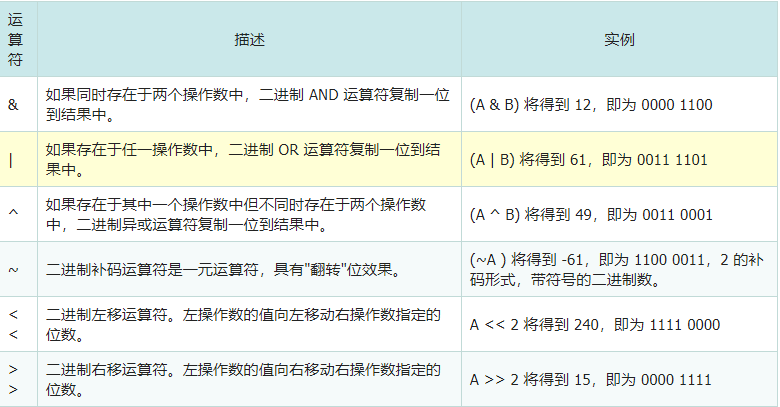 运
算
符
描述
实例
&
如果同时存在于两个操作数中，二进制 AND 运算符复制一位
到结果中。
(A & B) 将得到 12，即为 0000 1100
|
如果存在于任一操作数中，二进制 OR 运算符复制一位到结
果中。
(A | B) 将得到 61，即为 0011 1101
^
如果存在于其中一个操作数中但不同时存在于两个操作数
中，二进制异或运算符复制一位到结果中。
(A ^ B) 将得到 49，即为 0011 0001
~
二进制补码运算符是一元运算符，具有"翻转"位效果。
(~A ) 将得到 -61，即为 1100 0011，2 的补
码形式，带符号的二进制数。
<
<
二进制左移运算符。左操作数的值向左移动右操作数指定的
位数。
A << 2 将得到 240，即为 1111 0000
>
>
二进制右移运算符。左操作数的值向右移动右操作数指定的
位数。
A >> 2 将得到 15，即为 0000 1111